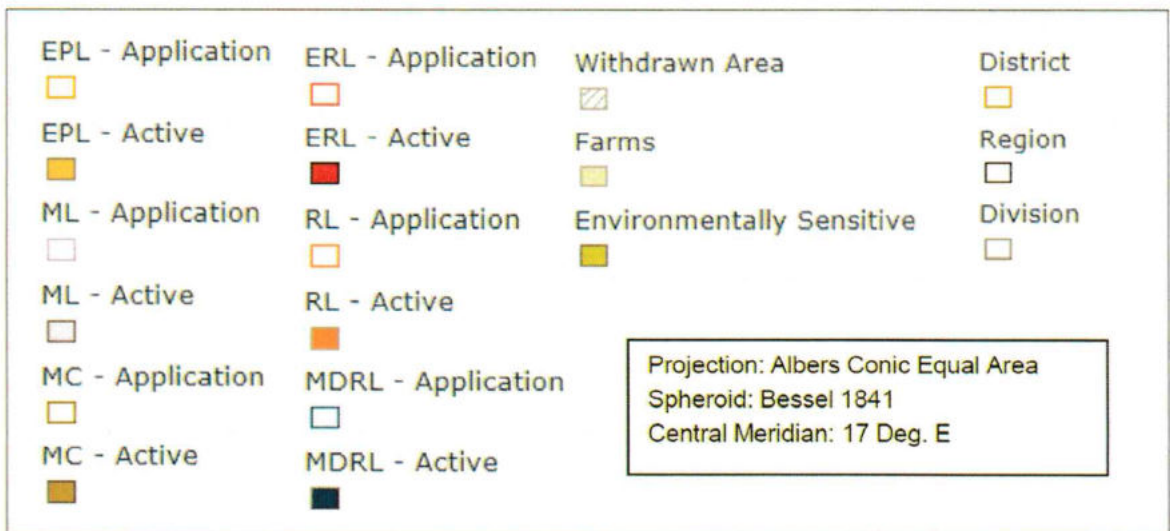 EPL - Application
EPL - Active
ML - Application
ML - Active
MC - Application
MC - Active
ERL - Application
ERL - Active
RL - Application
RL - Active
MDRL - Application
MDRL - Active
Withdrawn Area
Farms
Environmentally Sensitive
District
Region
Division
Projection: Albers Conic Equal Area
Spheroid: Bessel 1841
Central Meridian: 17 Deg. E